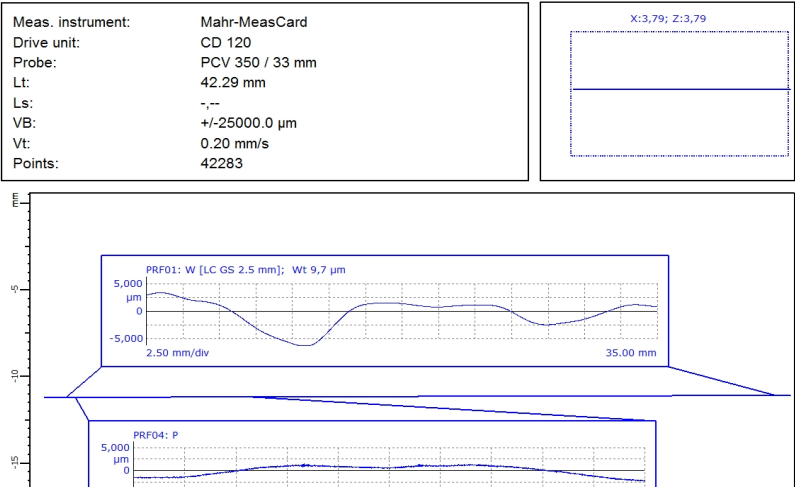 Meas. instrument: Mahr-MeasCard
Drive unit: CD 120
Probe: PCV 350 / 33 mm
Lt: 42.29 mm
Ls: -,--
VB: +/-25000.0 µm
Vt: 0.20 mm/s
Points: 42283
X:3,79; Z:3,79
PRF01: W [LC GS 2.5 mm]; Wt 9,7 µm
5,000
µm
0
-5,000
2.50 mm/div 35.00 mm
-5
-10
-15
PRF04: P
5,000
µm
0